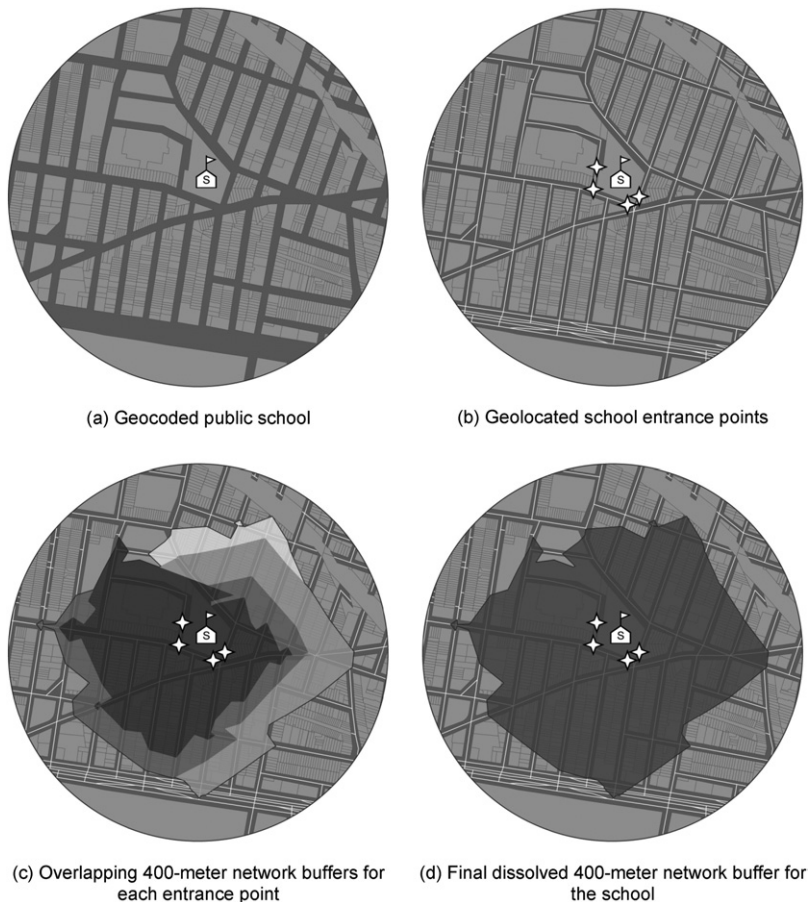 S
(a) Geocoded public school
S
(b) Geolocated school entrance points
S
(c) Overlapping 400-meter network buffers for
each entrance point
S
(d) Final dissolved 400-meter network buffer for
the school